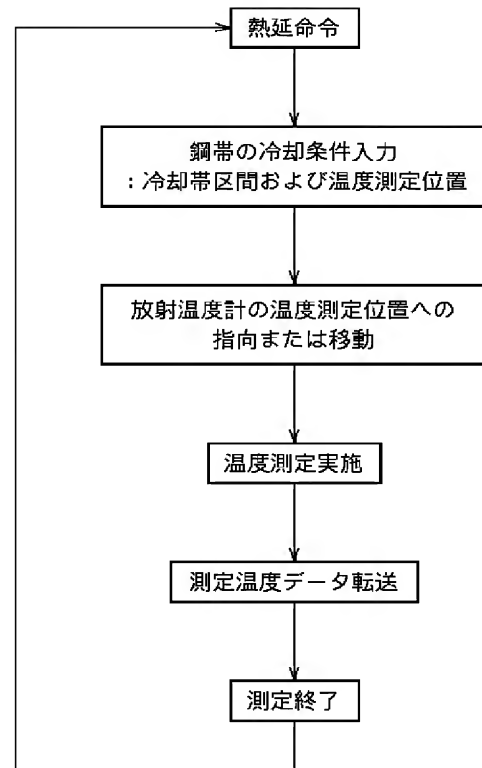 熱延命令
鋼帯の冷却条件入力
：冷却帯区間および温度測定位置
放射温度計の温度測定位置への
指向または移動
温度測定実施
測定温度データ転送
測定終了